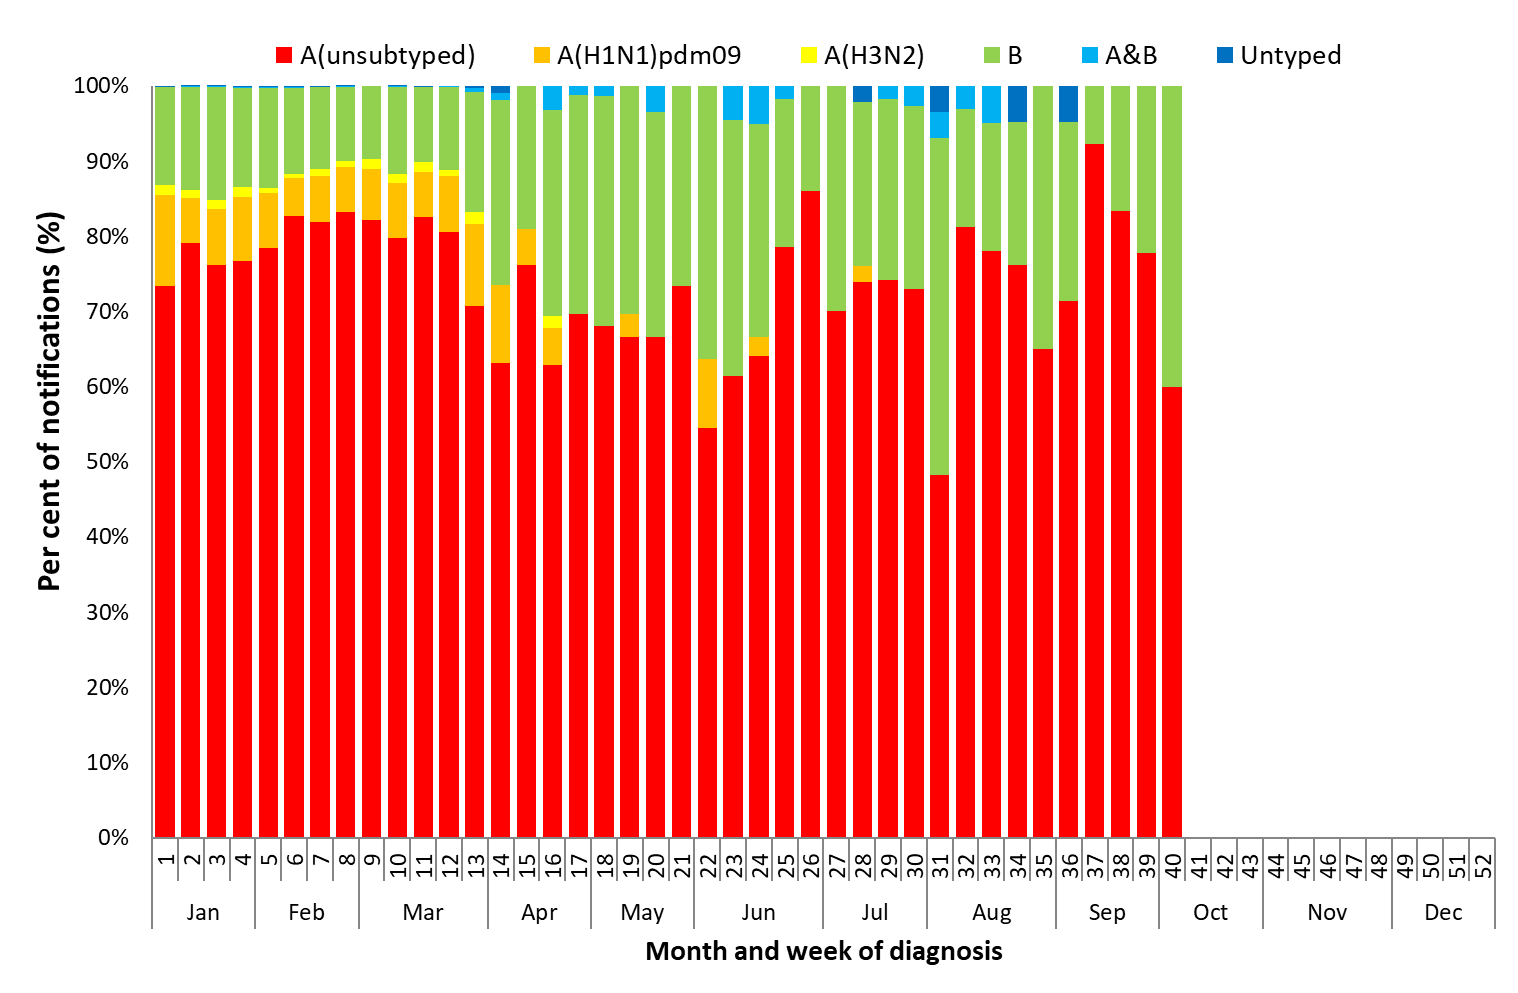 A(unsubtyped) A(H1N1)pdm09 A(H3N2) B A&B Untyped
100%
90%
80%
70%
60%
50%
40%
30%
20%
10%
0%
Per cent of notifications (%)
1 2 3 4 5 6 7 8 9 10 11 12 13 14 15 16 17 18 19 20 21 22 23 24 25 26 27 28 29 30 31 32 33 34 35 36 37 38 39 40 41 42 43 44 45 46 47 48 49 50 51 52
Jan Feb Mar Apr May Jun Jul Aug Sep Oct Nov Dec
Month and week of diagnosis